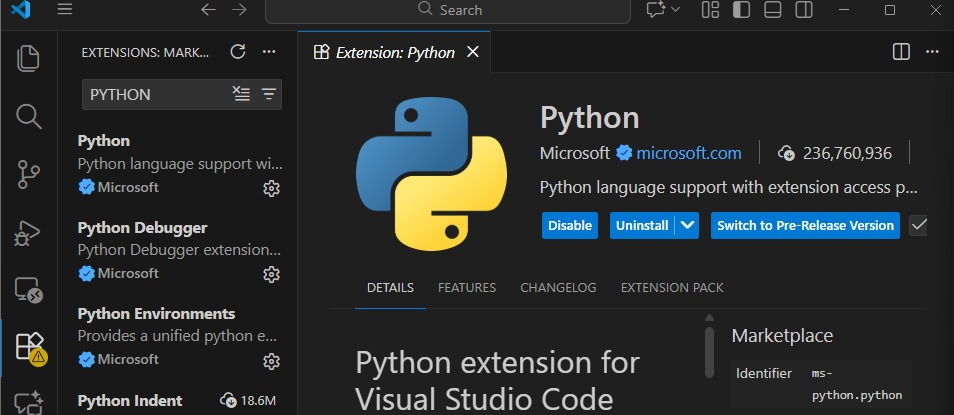 Search
EXTENSIONS: MARK...
Extension: Python
PYTHON
Python
Python language support wi...
Microsoft
Python Debugger
Python Debugger extension...
Microsoft
Python Environments
Provides a unified python e...
Microsoft
Python Indent 18.6M
Python
Microsoft microsoft.com 236,760,936
Python language support with extension access p...
Disable Uninstall Switch to Pre-Release Version
DETAILS FEATURES CHANGELOG EXTENSION PACK
Python extension for
Visual Studio Code
Marketplace
Identifier ms-
python.python